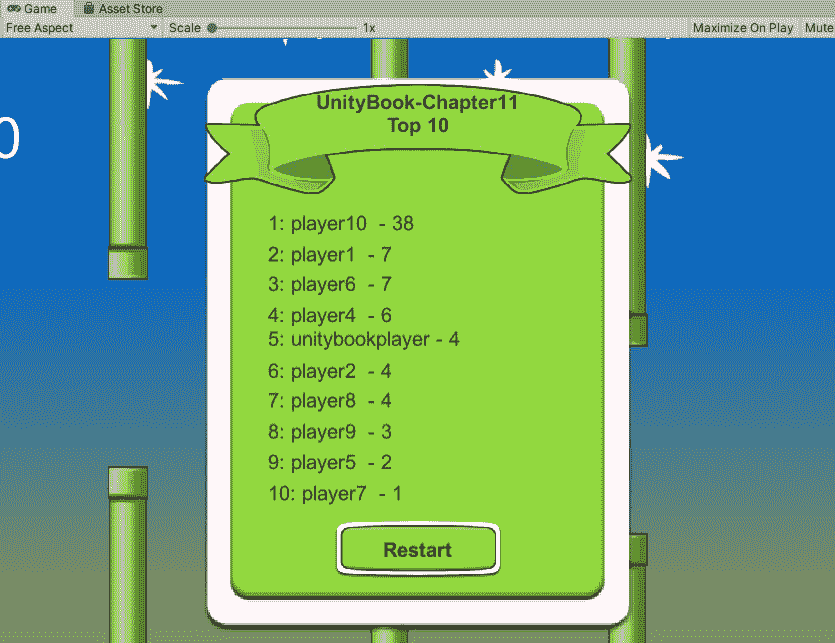 Game Asset Store
Free Aspect Scale 1x Maximize On Play Mute
0
UnityBook-Chapter11
Top 10
1: player10 - 38
2: player1 - 7
3: player6 - 7
4: player4 - 6
5: unitybookplayer - 4
6: player2 - 4
7: player8 - 4
8: player9 - 3
9: player5 - 2
10: player7 - 1
Restart